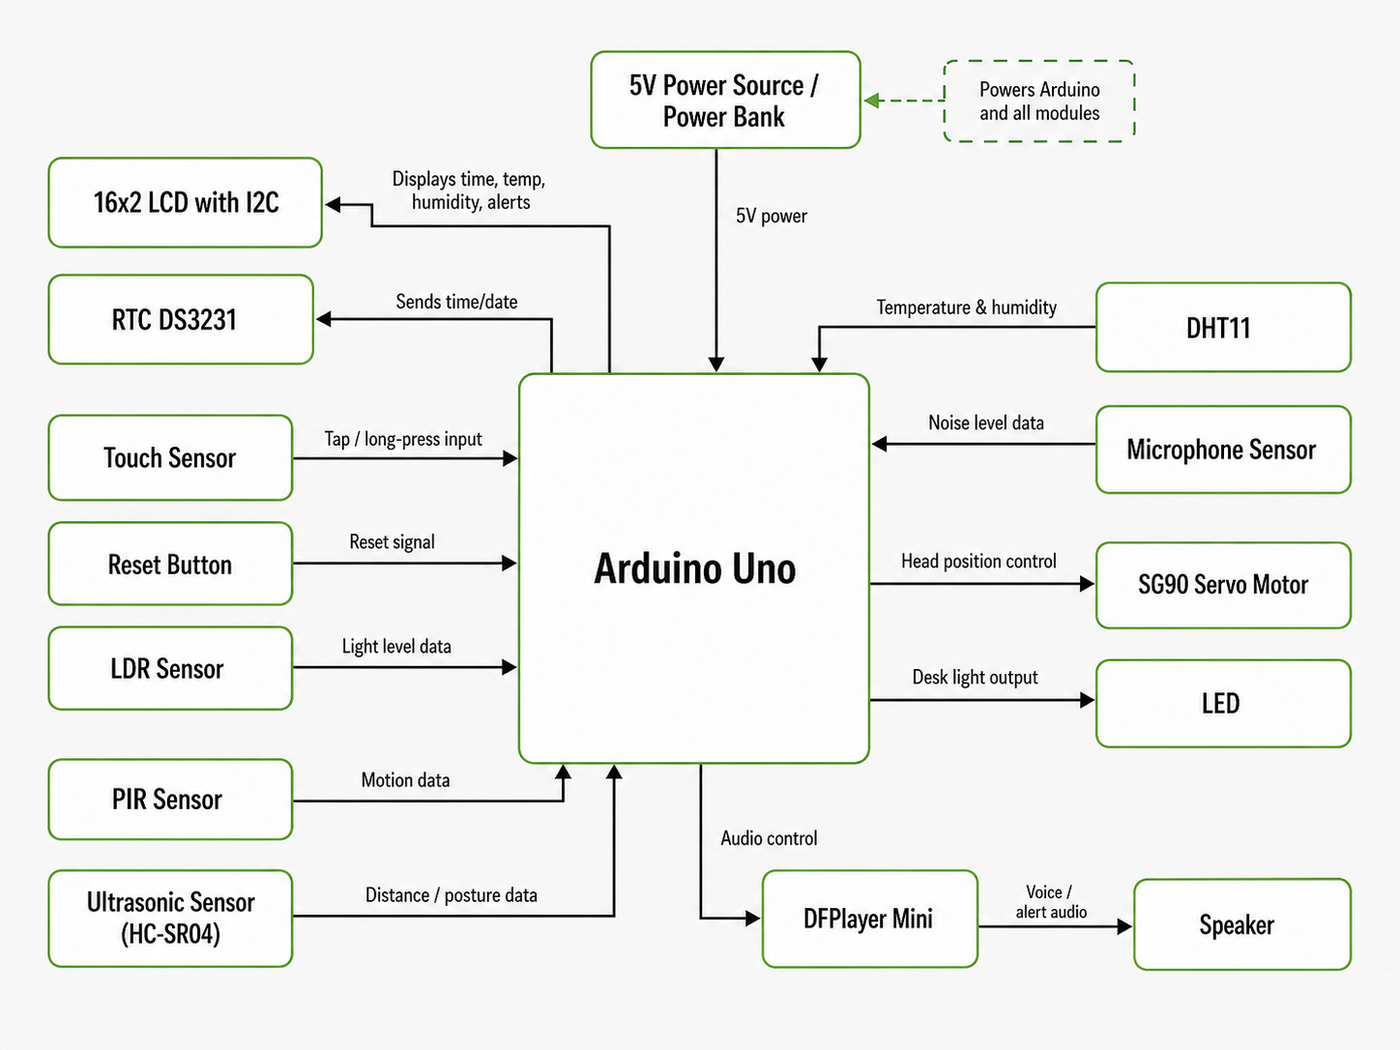 5V Power Source /
Power Bank
Powers Arduino
and all modules
16x2 LCD with I2C
Displays time, temp,
humidity, alerts
5V power
RTC DS3231
Sends time/date
Temperature & humidity
DHT11
Touch Sensor
Tap / long-press input
Noise level data
Microphone Sensor
Reset Button
Reset signal
Arduino Uno
Head position control
SG90 Servo Motor
LDR Sensor
Light level data
Desk light output
LED
PIR Sensor
Motion data
Audio control
Ultrasonic Sensor
(HC-SR04)
Distance / posture data
DFPlayer Mini
Voice /
alert audio
Speaker